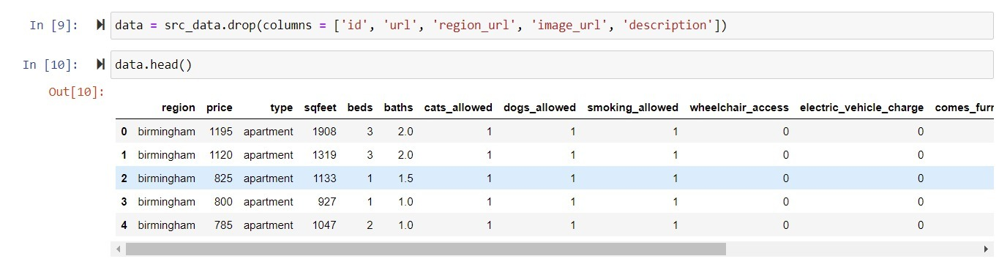 In [9]: data = src_data.drop(columns = ['id', 'url', 'region_url', 'image_url', 'description'])
In [10]: data.head()
Out[10]:
region price type sqfeet beds baths cats_allowed dogs_allowed smoking_allowed wheelchair_access electric_vehicle_charge comes_furr
0 birmingham 1195 apartment 1908 3 2.0 1 1 1 0 0
1 birmingham 1120 apartment 1319 3 2.0 1 1 1 0 0
2 birmingham 825 apartment 1133 1 1.5 1 1 1 0 0
3 birmingham 800 apartment 927 1 1.0 1 1 1 0 0
4 birmingham 785 apartment 1047 2 1.0 1 1 1 0 0